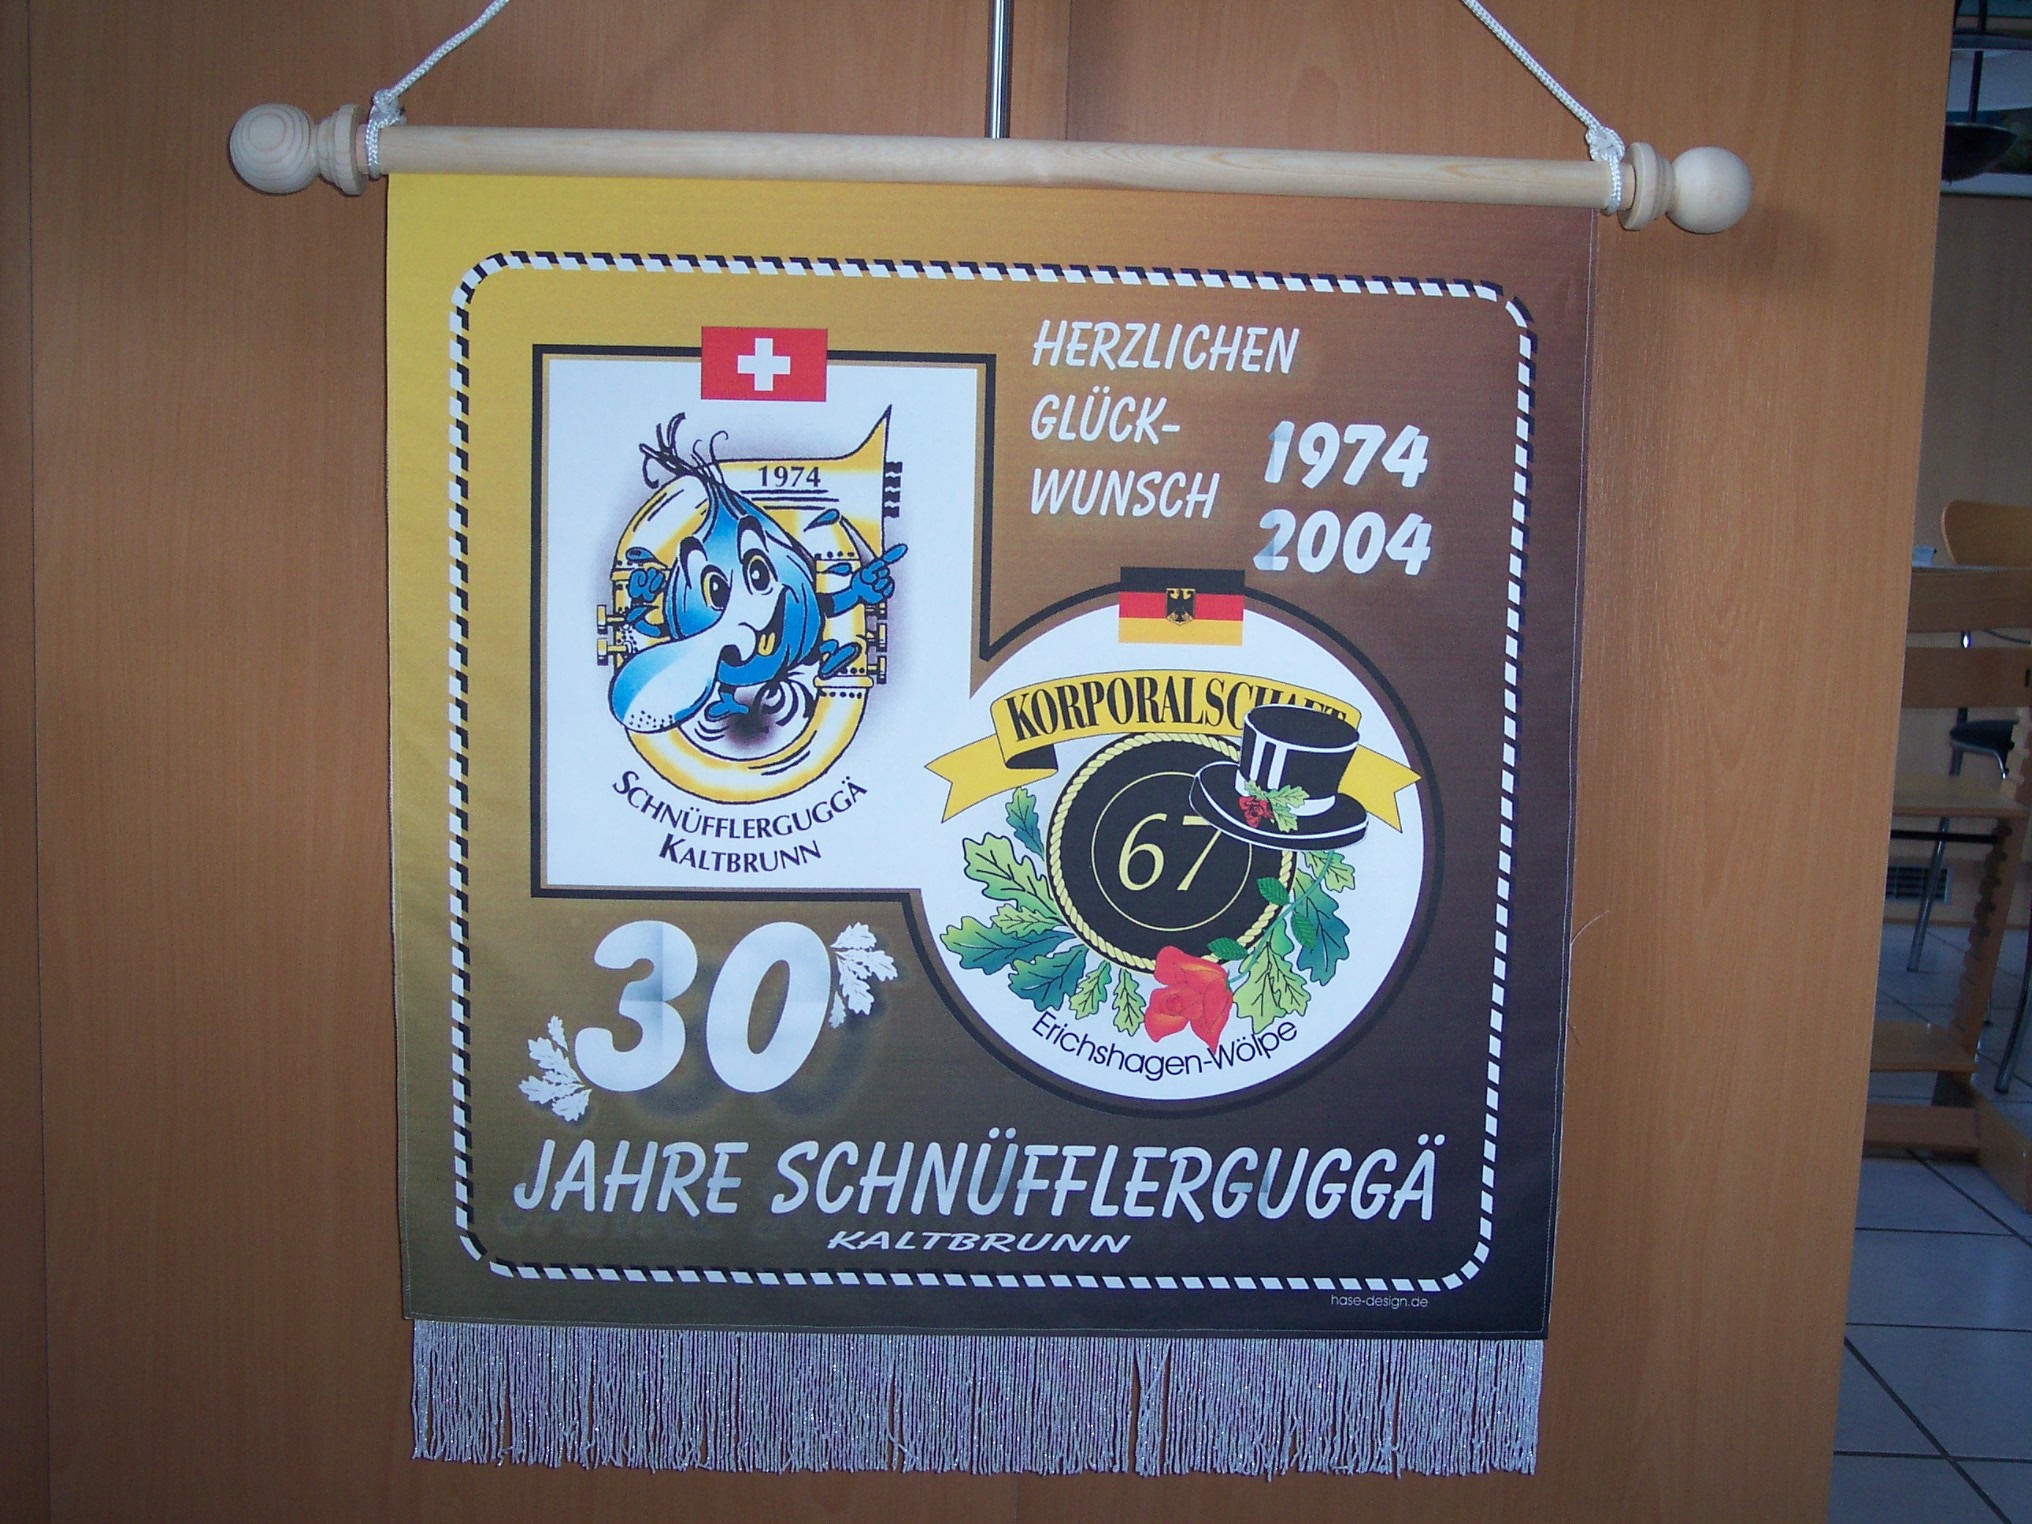 HERZLICHEN
GLÜCK-
WUNSCH
1974
2004
1974
SCHNÜFFLERGUGGÄ
KALTBRUNN
KORPORALSCHAFT
67
Erichshagen-Wölpe
30
JAHRE SCHNÜFFLERGUGGÄ
KALTBRUNN
hase-design.de